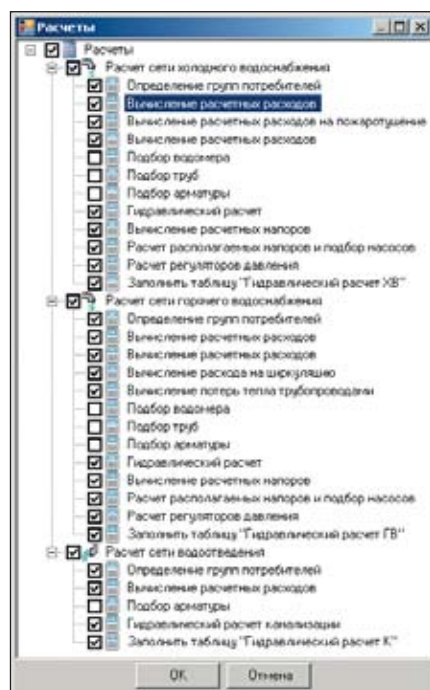 Расчеты
Расчеты
Расчет сети холодного водоснабжения
Определение групп потребителей
Вычисление расчетных расходов
Вычисление расчетных расходов на пожаротушение
Вычисление расчетных расходов
Подбор водомера
Подбор труб
Подбор арматуры
Гидравлический расчет
Вычисление расчетных напоров
Расчет располагаемых напоров и подбор насосов
Расчет регуляторов давления
Заполнить таблицу "Гидравлический расчет ХВ"
Расчет сети горячего водоснабжения
Определение групп потребителей
Вычисление расчетных расходов
Вычисление расчетных расходов
Вычисление расхода на циркуляцию
Вычисление потерь тепла трубопроводами
Подбор водомера
Подбор труб
Подбор арматуры
Гидравлический расчет
Вычисление расчетных напоров
Расчет располагаемых напоров и подбор насосов
Расчет регуляторов давления
Заполнить таблицу "Гидравлический расчет ГВ"
Расчет сети водоотведения
Определение групп потребителей
Вычисление расчетных расходов
Подбор арматуры
Гидравлический расчет канализации
Заполнить таблицу "Гидравлический расчет К"
OK
Отмена